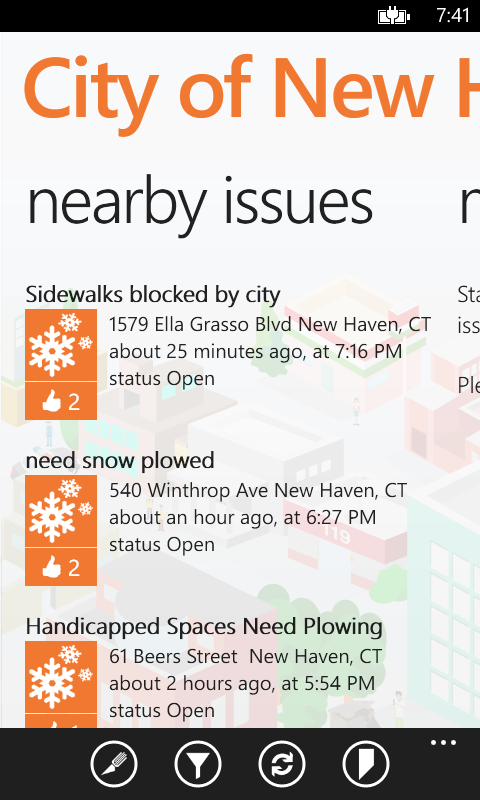 7:41
City of New H
nearby issues
Sidewalks blocked by city
1579 Ella Grasso Blvd New Haven, CT
about 25 minutes ago, at 7:16 PM
status Open
2
need snow plowed
540 Winthrop Ave New Haven, CT
about an hour ago, at 6:27 PM
status Open
2
Handicapped Spaces Need Plowing
61 Beers Street  New Haven, CT
about 2 hours ago, at 5:54 PM
status Open
Sta
iss
Ple
119